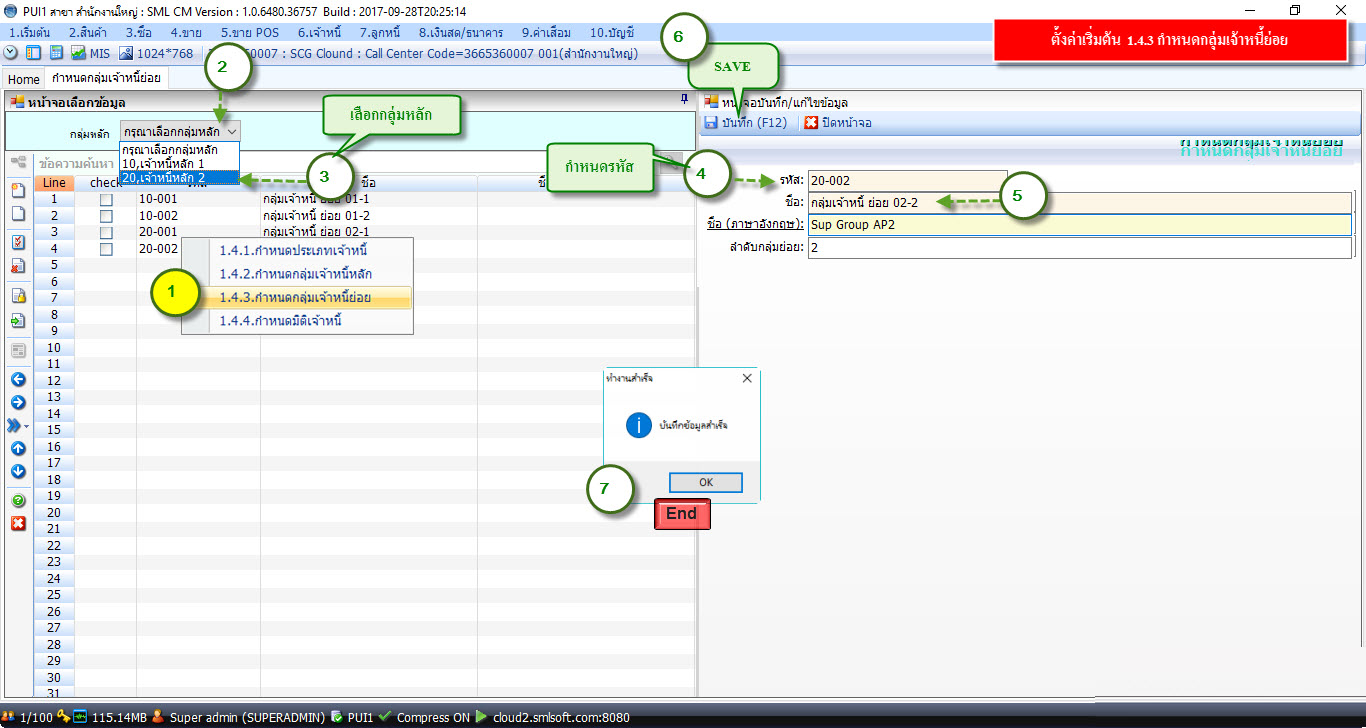 PUI1 สาขา สำนักงานใหญ่ : SML CM Version : 1.0.6480.36757 Build : 2017-09-28T20:25:14
1.เริ่มต้น 2.สินค้า 3.ซื้อ 4.ขาย 5.ขาย POS 6.เจ้าหนี้ 7.ลูกหนี้ 8.เงินสด/ธนาคาร 9.ค่าเสื่อม 10.บัญชี
6
ตั้งค่าเริ่มต้น 1.4.3 กำหนดกลุ่มเจ้าหนี้ย่อย
MIS 1024*768 60007 : SCG Clound : Call Center Code=3665360007 001(สำนักงานใหญ่)
2
SAVE
Home กำหนดกลุ่มเจ้าหนี้ย่อย
หน้าจอเลือกข้อมูล
หน้าจอบันทึก/แก้ไขข้อมูล
เลือกกลุ่มหลัก
บันทึก (F12) ปิดหน้าจอ
กลุ่มหลัก กรุณาเลือกกลุ่มหลัก
กรุณาเลือกกลุ่มหลัก
10,เจ้าหนี้หลัก 1
20,เจ้าหนี้หลัก 2
ข้อความค้นหา
กำหนดกลุ่มเจ้าหนี้ย่อย
3
กำหนดรหัส
4
5
Line check ชื่อ
รหัส: 20-002
ชื่อ: กลุ่มเจ้าหนี้ ย่อย 02-2
ชื่อ (ภาษาอังกฤษ): Sup Group AP2
ลำดับกลุ่มย่อย: 2
1 10-001 กลุ่มเจ้าหนี้ ย่อย 01-1
2 10-002 กลุ่มเจ้าหนี้ ย่อย 01-2
3 20-001 กลุ่มเจ้าหนี้ ย่อย 02-1
4 20-002
1.4.1.กำหนดประเภทเจ้าหนี้
1.4.2.กำหนดกลุ่มเจ้าหนี้หลัก
1
1.4.3.กำหนดกลุ่มเจ้าหนี้ย่อย
1.4.4.กำหนดมิติเจ้าหนี้
5
6
7
8
9
10
11
12
13
14
15
16
17
18
19
20
21
22
23
24
25
26
27
28
29
30
31
ทำงานสำเร็จ
บันทึกข้อมูลสำเร็จ
OK
7
End
1/100 115.14MB Super admin (SUPERADMIN) PUI1 Compress ON cloud2.smlsoft.com:8080